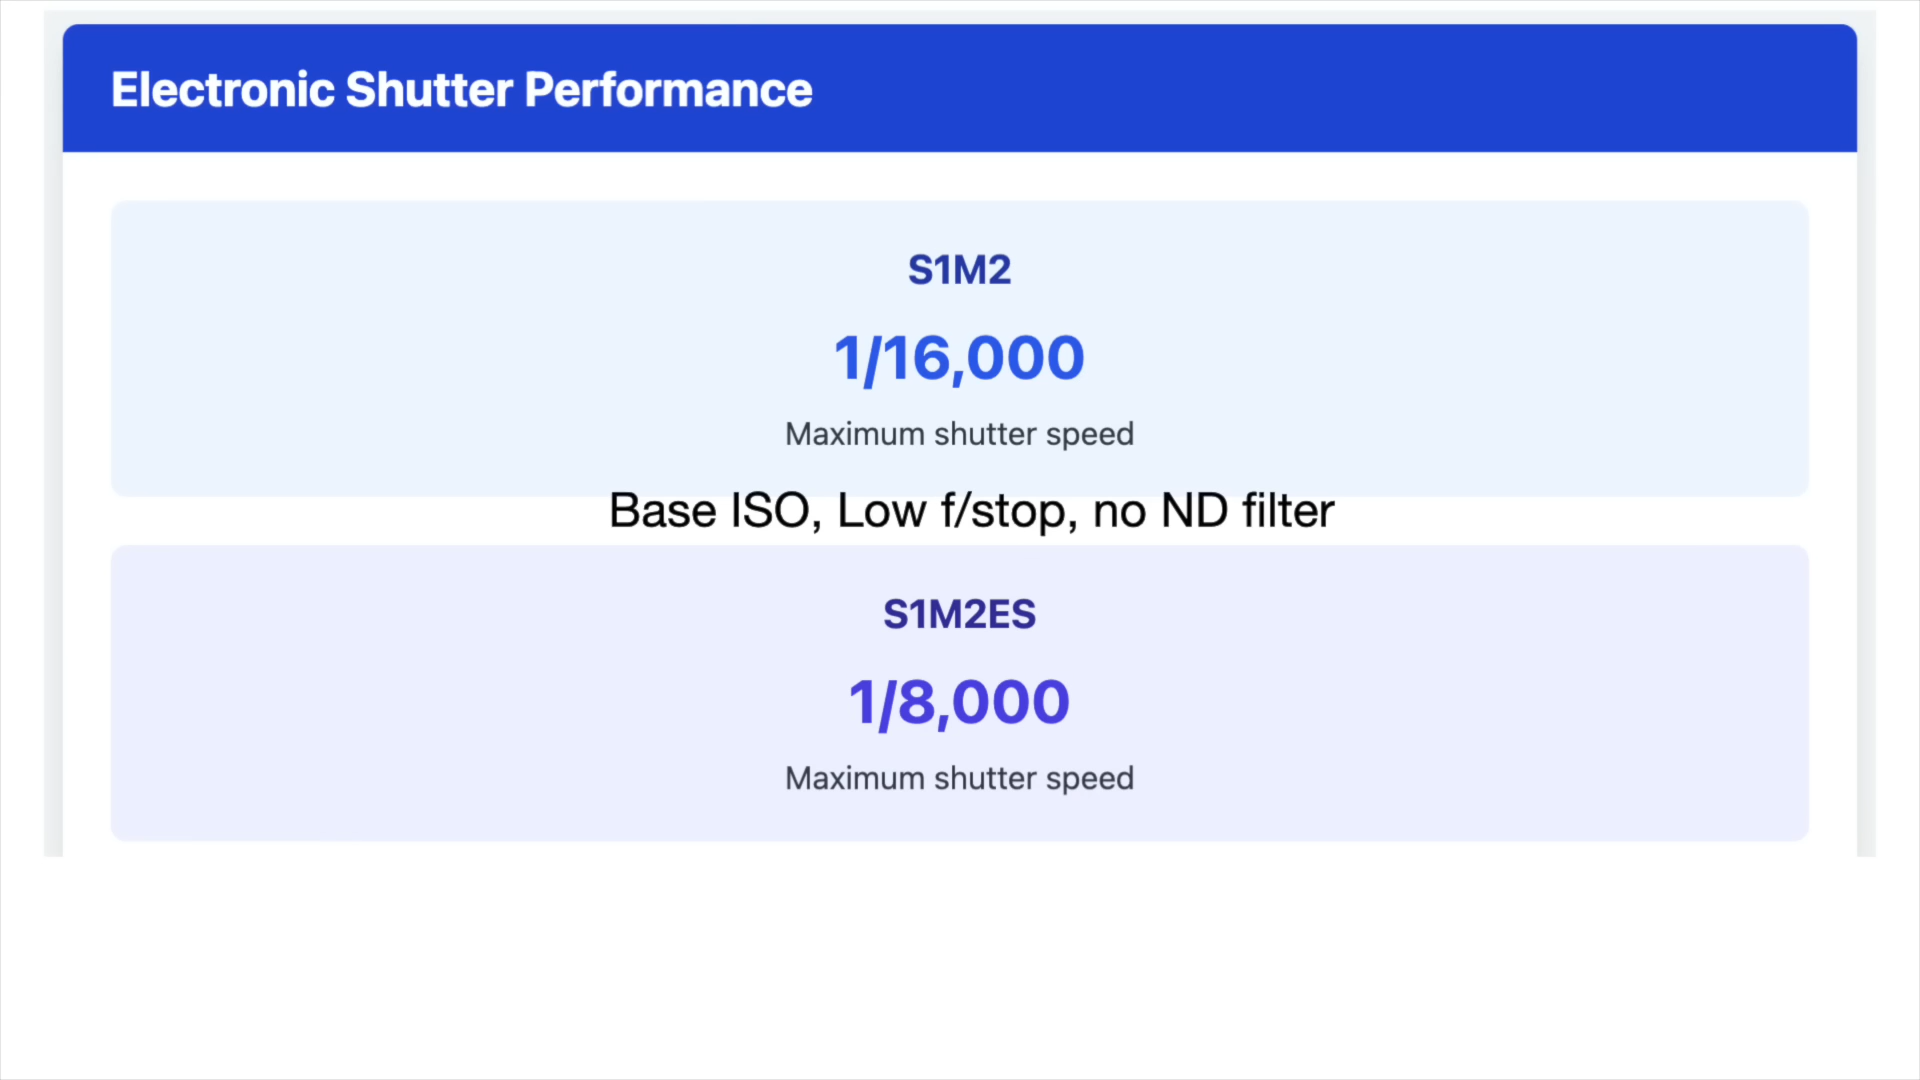 Electronic Shutter Performance
S1M2
1/16,000
Maximum shutter speed
Base ISO, Low f/stop, no ND filter
S1M2ES
1/8,000
Maximum shutter speed